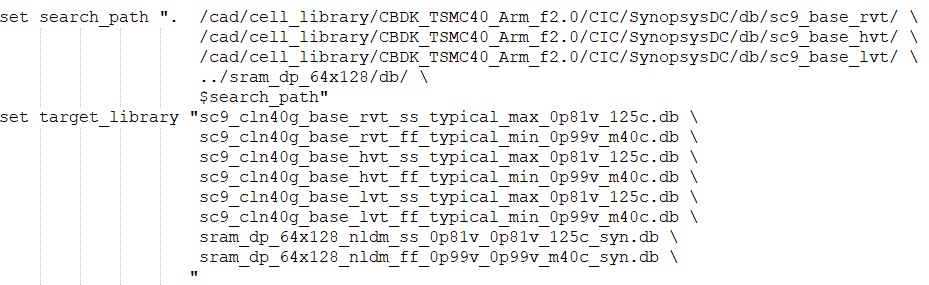 set search_path ".  /cad/cell_library/CBDK_TSMC40_Arm_f2.0/CIC/SynopsysDC/db/sc9_base_rvt/ \
/cad/cell_library/CBDK_TSMC40_Arm_f2.0/CIC/SynopsysDC/db/sc9_base_hvt/ \
/cad/cell_library/CBDK_TSMC40_Arm_f2.0/CIC/SynopsysDC/db/sc9_base_lvt/ \
../sram_dp_64x128/db/ \
$search_path"
set target_library "sc9_cln40g_base_rvt_ss_typical_max_0p81v_125c.db \
sc9_cln40g_base_rvt_ff_typical_min_0p99v_m40c.db \
sc9_cln40g_base_hvt_ss_typical_max_0p81v_125c.db \
sc9_cln40g_base_hvt_ff_typical_min_0p99v_m40c.db \
sc9_cln40g_base_lvt_ss_typical_max_0p81v_125c.db \
sc9_cln40g_base_lvt_ff_typical_min_0p99v_m40c.db \
sram_dp_64x128_nldm_ss_0p81v_0p81v_125c_syn.db \
sram_dp_64x128_nldm_ff_0p99v_0p99v_m40c_syn.db \
"